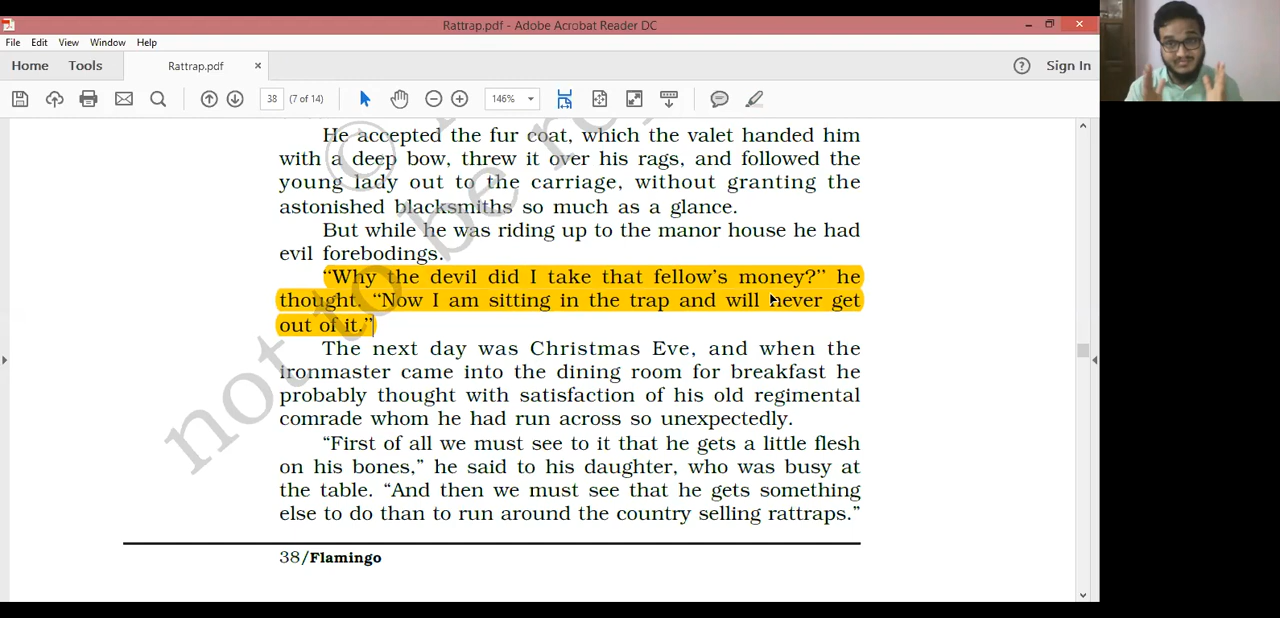 Rattrap.pdf - Adobe Acrobat Reader DC
File Edit View Window Help
Home Tools Rattrap.pdf × Sign In
38 (7 of 14) 146%
He accepted the fur coat, which the valet handed him
with a deep bow, threw it over his rags, and followed the
young lady out to the carriage, without granting the
astonished blacksmiths so much as a glance.
But while he was riding up to the manor house he had
evil forebodings.
“Why the devil did I take that fellow’s money?’’ he
thought. “Now I am sitting in the trap and will never get
out of it.”
The next day was Christmas Eve, and when the
ironmaster came into the dining room for breakfast he
probably thought with satisfaction of his old regimental
comrade whom he had run across so unexpectedly.
“First of all we must see to it that he gets a little flesh
on his bones,” he said to his daughter, who was busy at
the table. “And then we must see that he gets something
else to do than to run around the country selling rattraps.”
38/Flamingo
not to be re